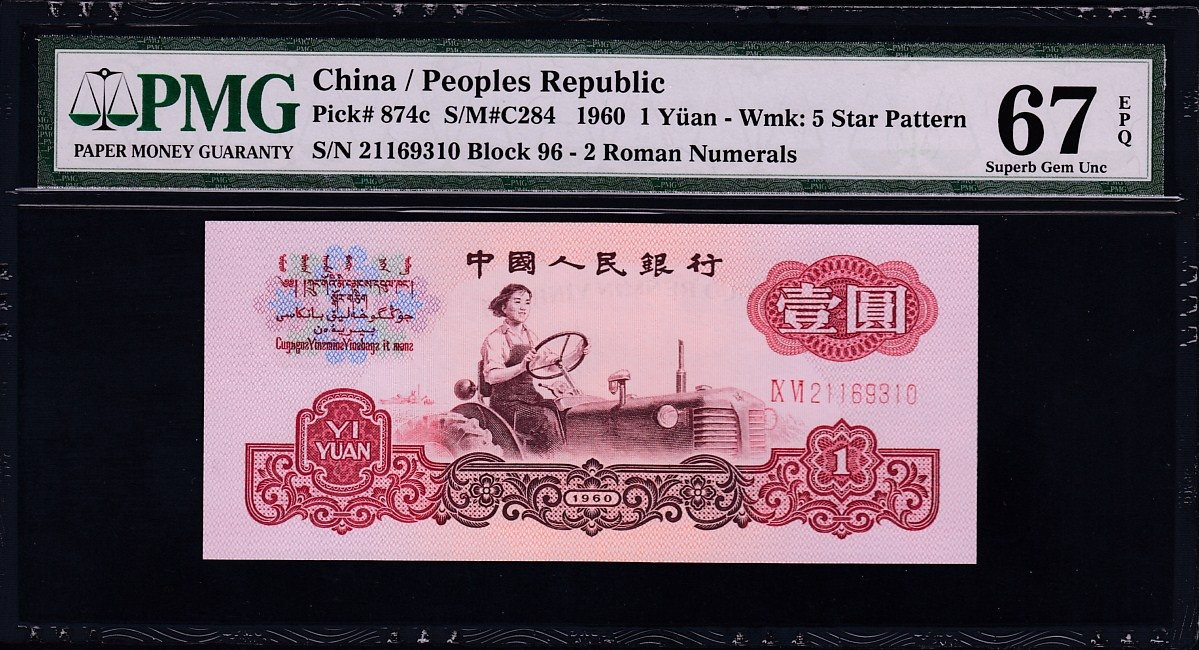 PMG
PAPER MONEY GUARANTY
China / Peoples Republic
Pick# 874c S/M#C284 1960 1 Yüan - Wmk: 5 Star Pattern
S/N 21169310 Block 96 - 2 Roman Numerals
67
EPQ
Superb Gem Unc
中國人民銀行
壹圓
IX VI 21169310
YI
YUAN
1960
1